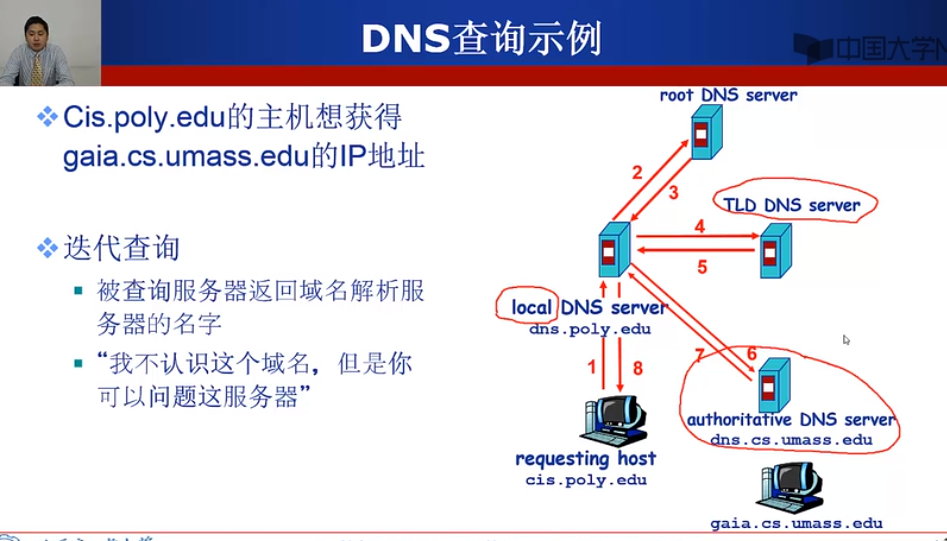 DNS查询示例
中国大学M
Cis.poly.edu的主机想获得
gaia.cs.umass.edu的IP地址
迭代查询
被查询服务器返回域名解析服
务器的名字
“我不认识这个域名，但是你
可以问题这服务器”
root DNS server
2
3
TLD DNS server
4
5
local DNS server
dns.poly.edu
1
8
7
6
authoritative DNS server
dns.cs.umass.edu
requesting host
cis.poly.edu
gaia.cs.umass.edu